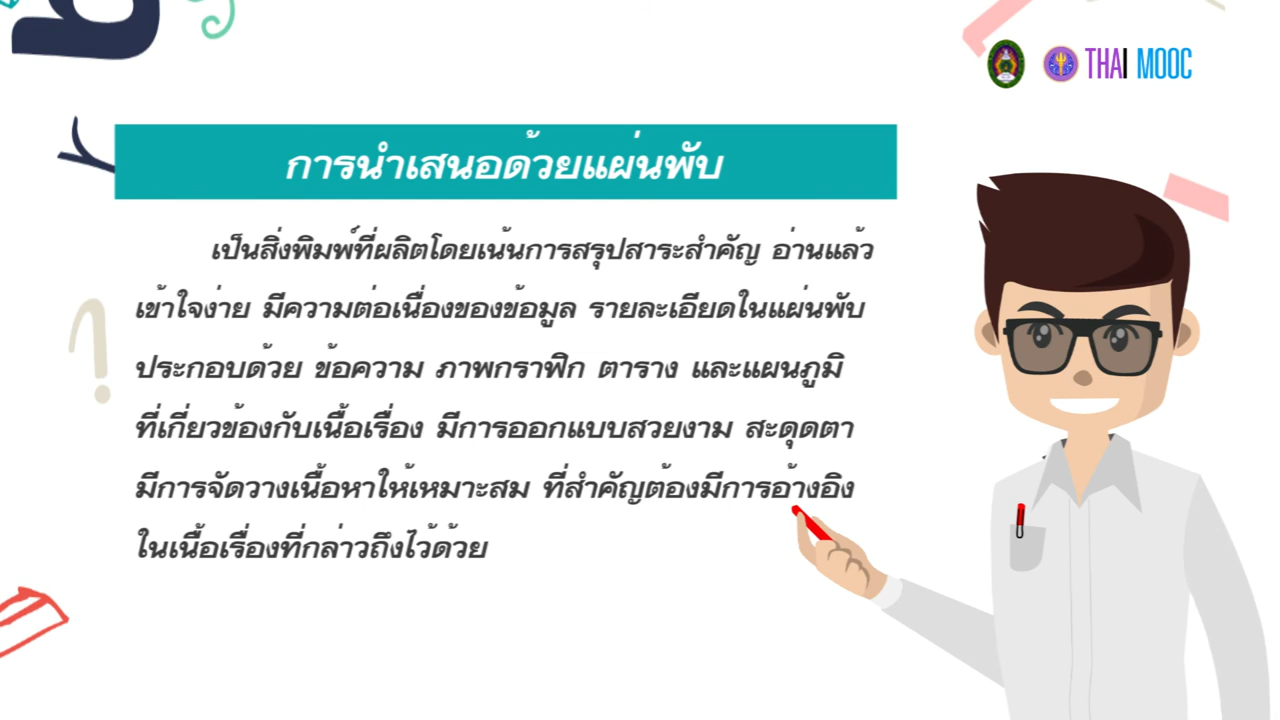 THAI MOOC
การนำเสนอด้วยแผ่นพับ
เป็นสิ่งพิมพ์ที่ผลิตโดยเน้นการสรุปสาระสำคัญ อ่านแล้ว
เข้าใจง่าย มีความต่อเนื่องของข้อมูล รายละเอียดในแผ่นพับ
ประกอบด้วย ข้อความ ภาพกราฟิก ตาราง และแผนภูมิ
ที่เกี่ยวข้องกับเนื้อเรื่อง มีการออกแบบสวยงาม สะดุดตา
มีการจัดวางเนื้อหาให้เหมาะสม ที่สำคัญต้องมีการอ้างอิง
ในเนื้อเรื่องที่กล่าวถึงไว้ด้วย